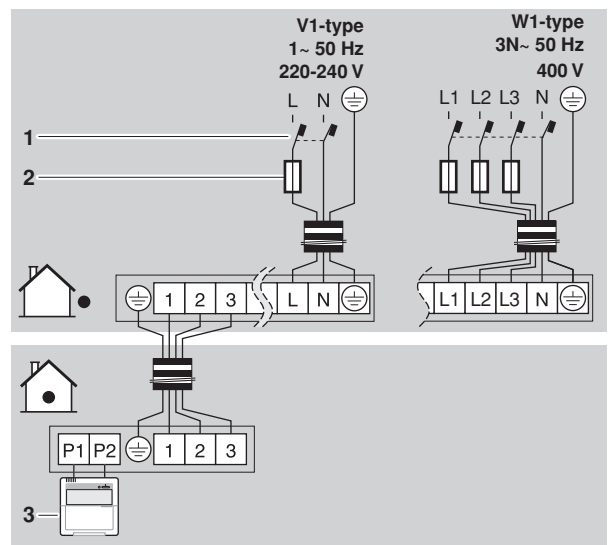 V1-type W1-type
1~ 50 Hz 3N~ 50 Hz
220-240 V 400 V
L N L1 L2 L3 N
1
2
1 2 3 L N L1 L2 L3 N
P1 P2 1 2 3
3